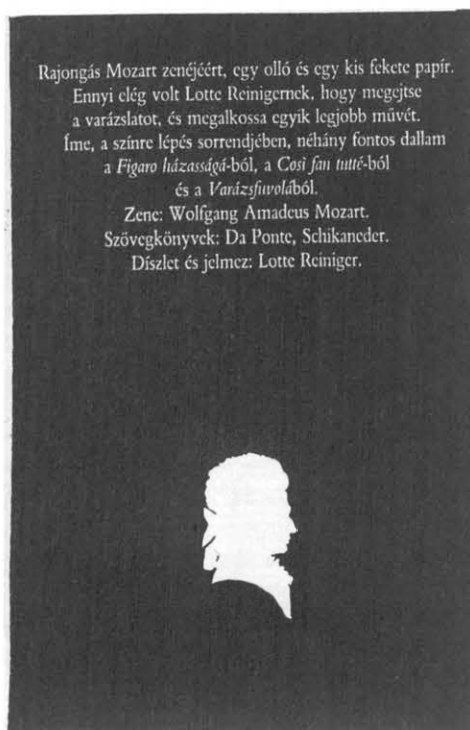 Rajongás Mozart zenéjéért, egy olló és egy kis fekete papír.
Ennyi elég volt Lotte Reinigernek, hogy megejtse
a varázslatot, és megalkossa egyik legjobb művét.
Íme, a színre lépés sorrendjében, néhány fontos dallam
a Figaro házasságá-ból, a Cosi fan tutté-ból
és a Varázsfuvolából.
Zene: Wolfgang Amadeus Mozart.
Szövegkönyvek: Da Ponte, Schikaneder.
Díszlet és jelmez: Lotte Reiniger.